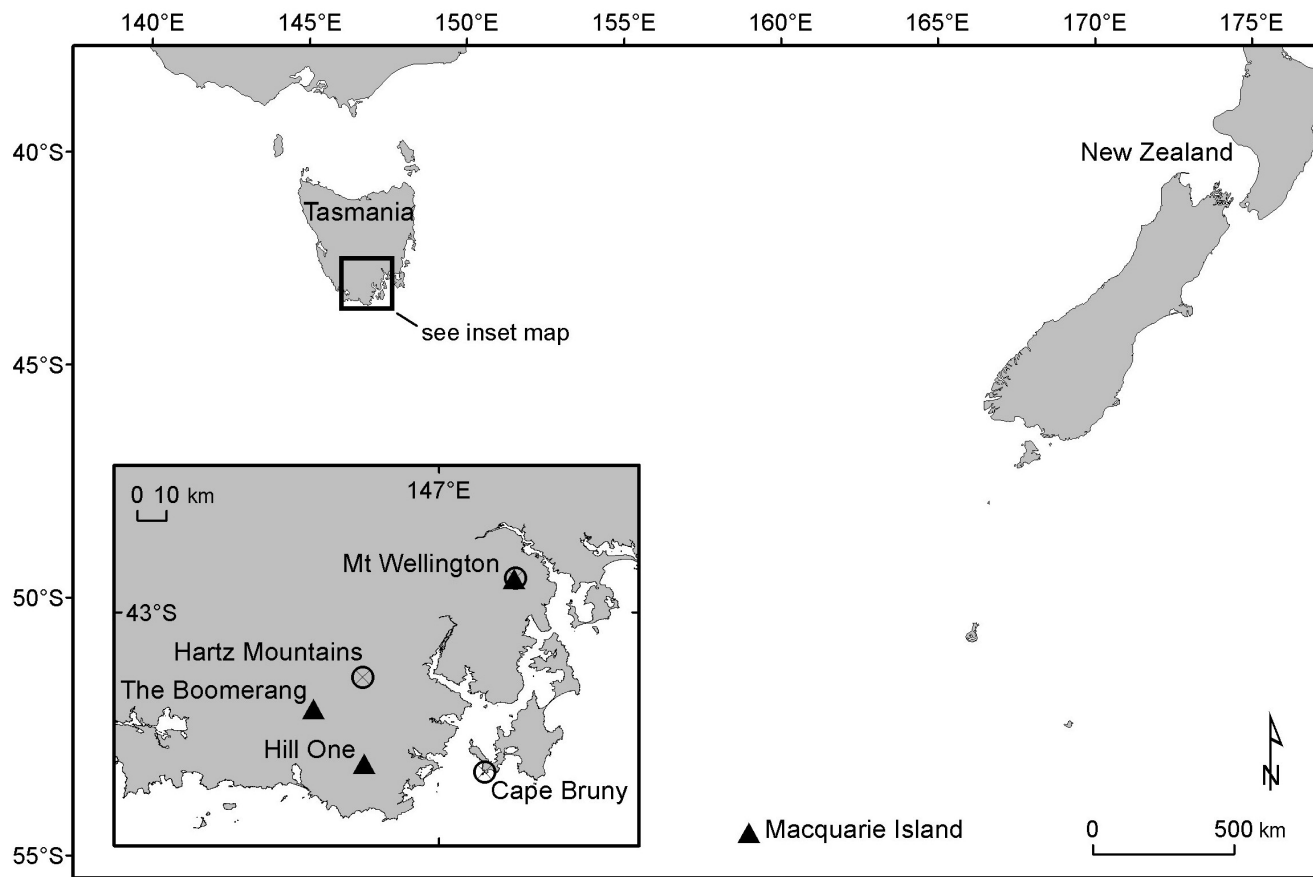 140°E 145°E 150°E 155°E 160°E 165°E 170°E 175°E
40°S
New Zealand
Tasmania
see inset map
45°S
0 10 km
147°E
Mt Wellington
50°S
43°S
Hartz Mountains
The Boomerang
Hill One
Cape Bruny
N
Macquarie Island
0 500 km
55°S